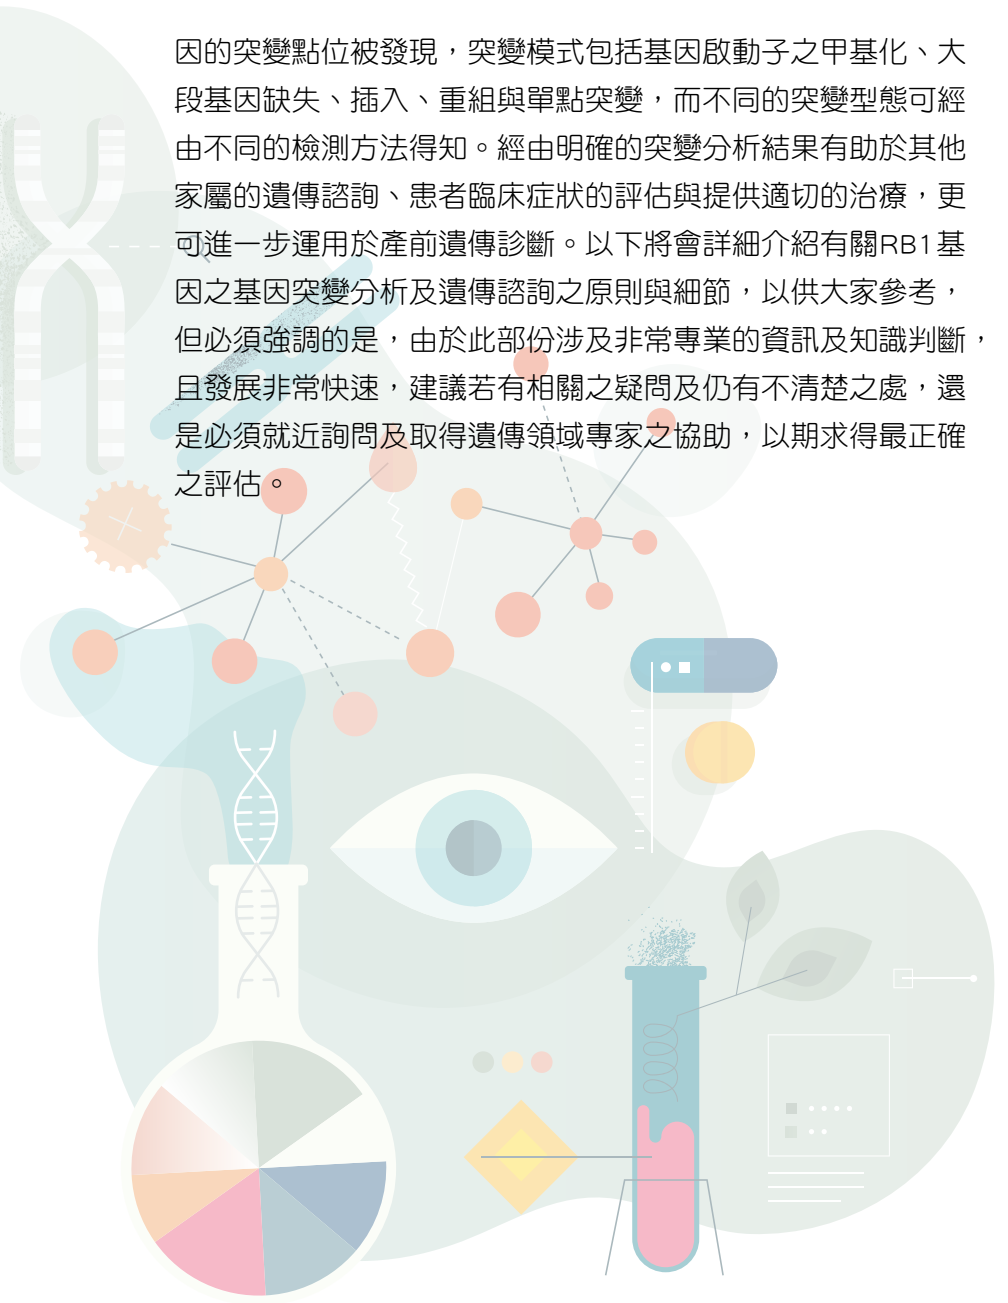 因的突變點位被發現，突變模式包括基因啟動子之甲基化、大
段基因缺失、插入、重組與單點突變，而不同的突變型態可經
由不同的檢測方法得知。經由明確的突變分析結果有助於其他
家屬的遺傳諮詢、患者臨床症狀的評估與提供適切的治療，更
可進一步運用於產前遺傳診斷。以下將會詳細介紹有關RB1基
因之基因突變分析及遺傳諮詢之原則與細節，以供大家參考，
但必須強調的是，由於此部份涉及非常專業的資訊及知識判斷，
且發展非常快速，建議若有相關之疑問及仍有不清楚之處，還
是必須就近詢問及取得遺傳領域專家之協助，以期求得最正確
之評估。